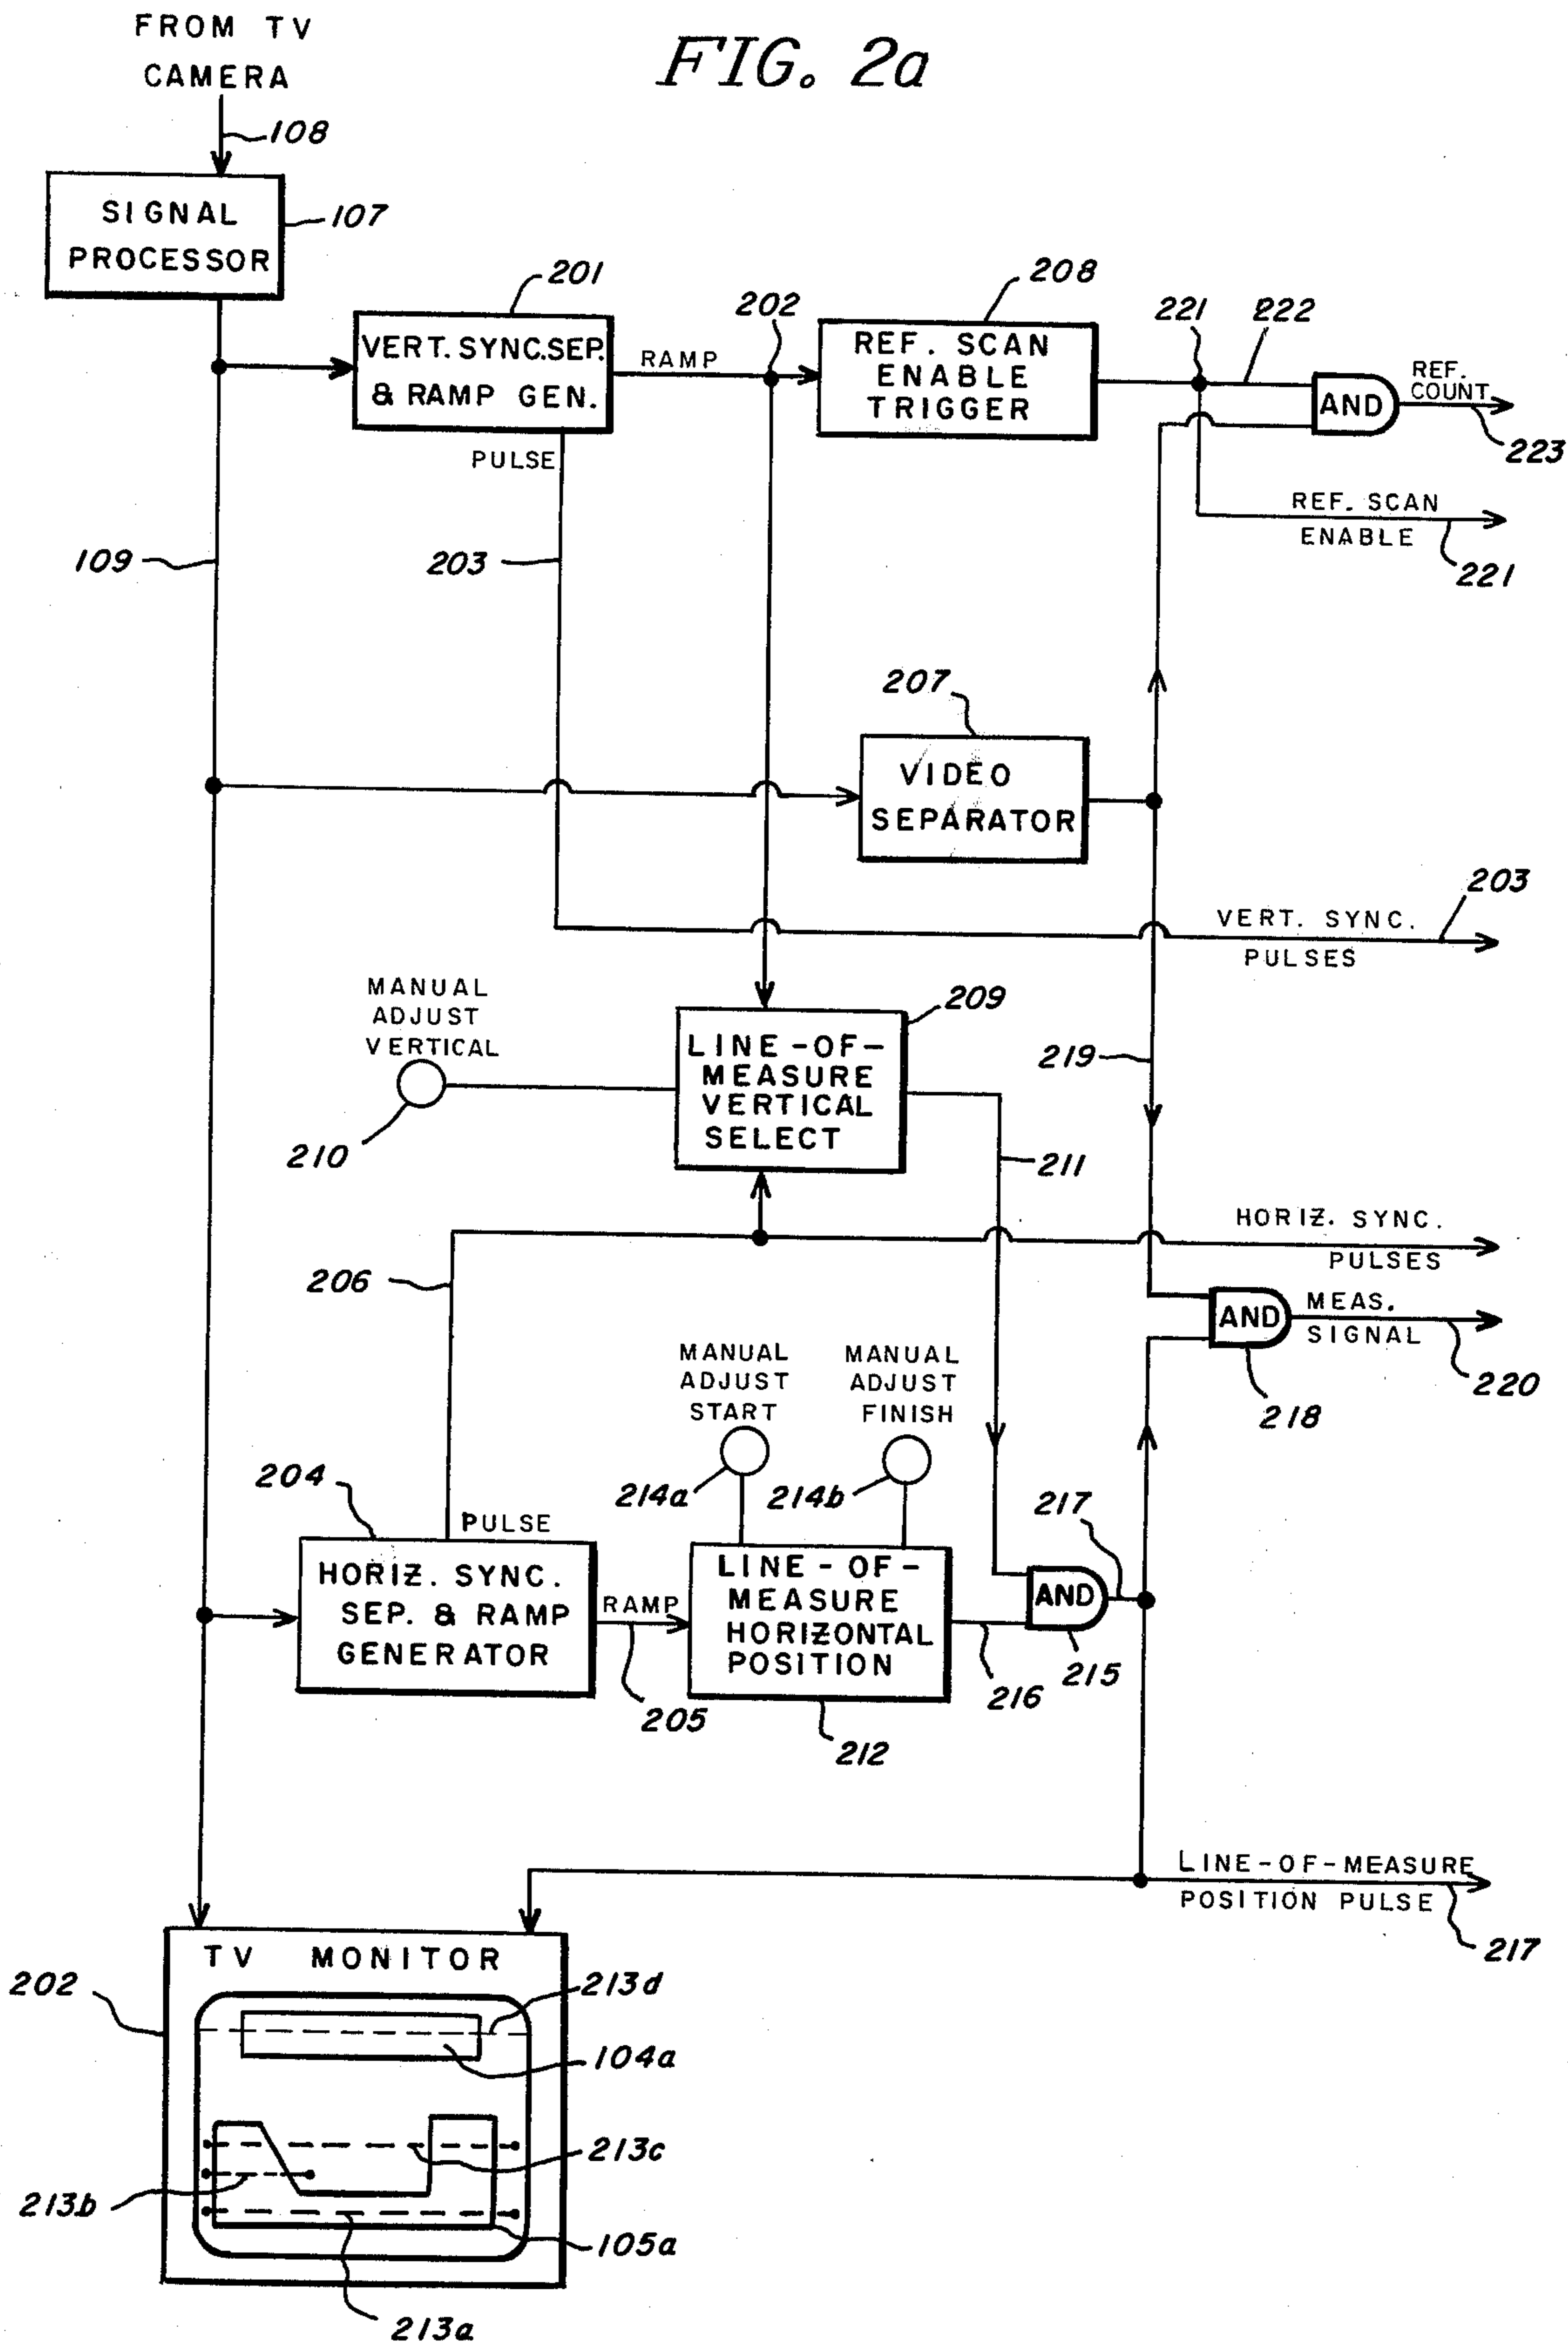 FROM TV
CAMERA
FIG. 2a
108
SIGNAL
PROCESSOR
107
201
VERT. SYNC. SEP.
& RAMP GEN.
RAMP
202
208
REF. SCAN
ENABLE
TRIGGER
221
222
AND
REF.
COUNT
223
PULSE
REF. SCAN
ENABLE
221
109
203
207
VIDEO
SEPARATOR
203
VERT. SYNC.
PULSES
MANUAL
ADJUST
VERTICAL
210
209
LINE-OF-
MEASURE
VERTICAL
SELECT
219
211
HORIZ. SYNC.
PULSES
206
AND
MEAS.
SIGNAL
220
218
MANUAL
ADJUST
START
MANUAL
ADJUST
FINISH
214a
214b
204
PULSE
HORIZ. SYNC.
SEP. & RAMP
GENERATOR
RAMP
205
LINE-OF-
MEASURE
HORIZONTAL
POSITION
212
216
AND
215
217
LINE-OF-MEASURE
POSITION PULSE
217
TV MONITOR
202
213d
104a
213c
213b
105a
213a